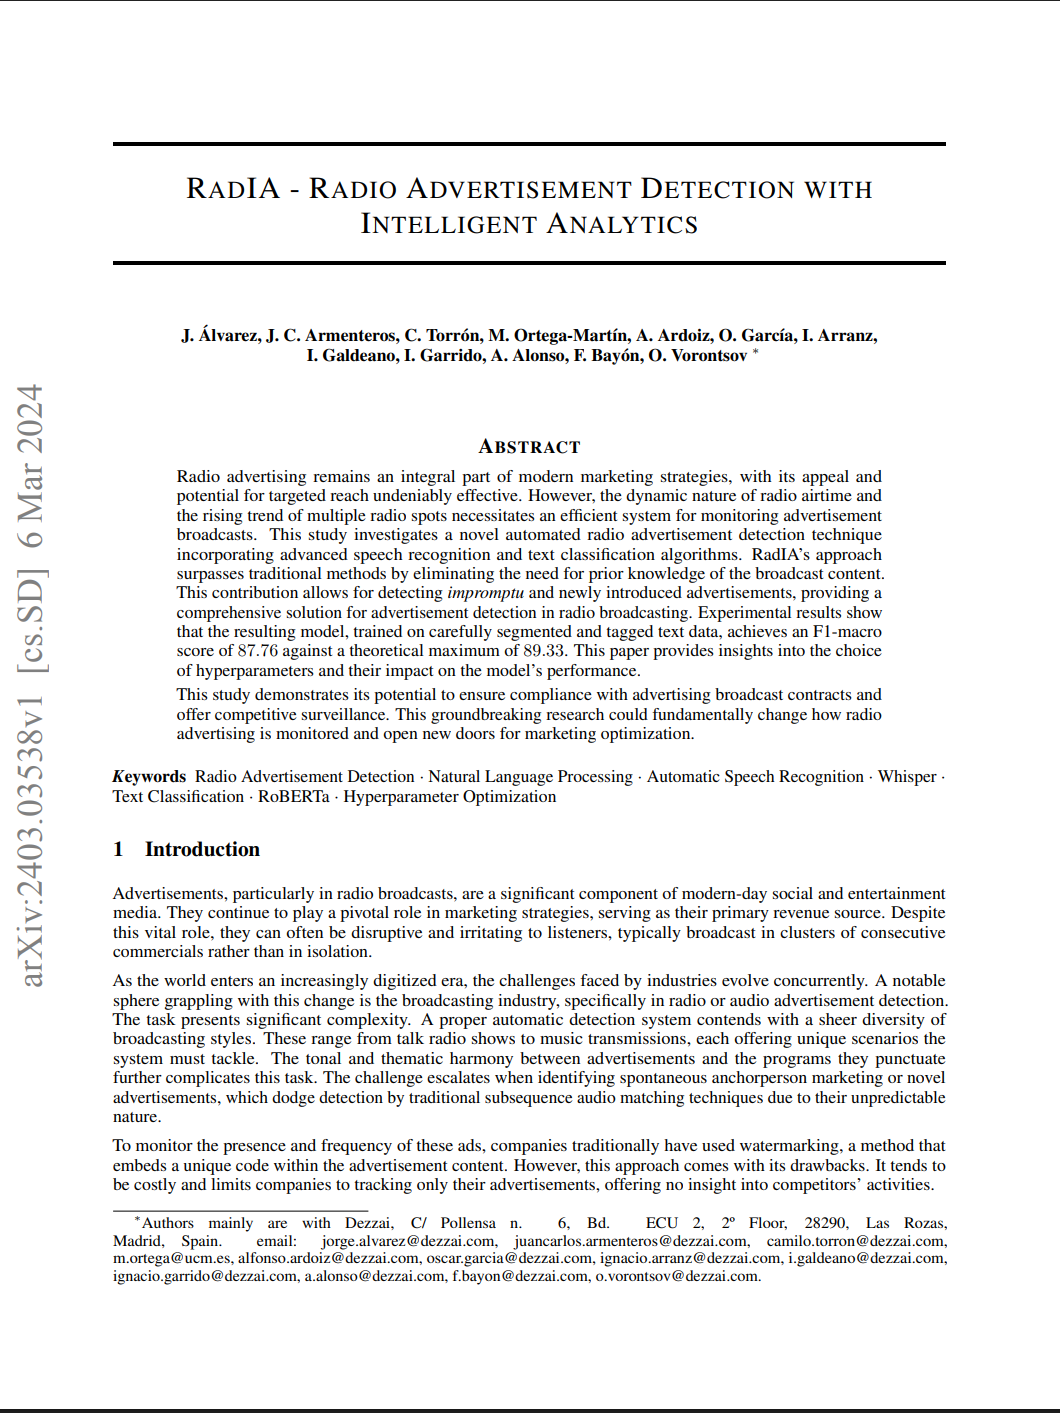 RADIA - RADIO ADVERTISEMENT DETECTION WITH
INTELLIGENT ANALYTICS
J. Álvarez, J. C. Armenteros, C. Torrón, M. Ortega-Martín, A. Ardoiz, O. García, I. Arranz,
I. Galdeano, I. Garrido, A. Alonso, F. Bayón, O. Vorontsov *
ABSTRACT
Radio advertising remains an integral part of modern marketing strategies, with its appeal and
potential for targeted reach undeniably effective. However, the dynamic nature of radio airtime and
the rising trend of multiple radio spots necessitates an efficient system for monitoring advertisement
broadcasts. This study investigates a novel automated radio advertisement detection technique
incorporating advanced speech recognition and text classification algorithms. RadIA's approach
surpasses traditional methods by eliminating the need for prior knowledge of the broadcast content.
This contribution allows for detecting impromptu and newly introduced advertisements, providing a
comprehensive solution for advertisement detection in radio broadcasting. Experimental results show
that the resulting model, trained on carefully segmented and tagged text data, achieves an F1-macro
score of 87.76 against a theoretical maximum of 89.33. This paper provides insights into the choice
of hyperparameters and their impact on the model's performance.
This study demonstrates its potential to ensure compliance with advertising broadcast contracts and
offer competitive surveillance. This groundbreaking research could fundamentally change how radio
advertising is monitored and open new doors for marketing optimization.
Keywords Radio Advertisement Detection · Natural Language Processing · Automatic Speech Recognition · Whisper ·
Text Classification · RoBERTa · Hyperparameter Optimization
1 Introduction
Advertisements, particularly in radio broadcasts, are a significant component of modern-day social and entertainment
media. They continue to play a pivotal role in marketing strategies, serving as their primary revenue source. Despite
this vital role, they can often be disruptive and irritating to listeners, typically broadcast in clusters of consecutive
commercials rather than in isolation.
As the world enters an increasingly digitized era, the challenges faced by industries evolve concurrently. A notable
sphere grappling with this change is the broadcasting industry, specifically in radio or audio advertisement detection.
The task presents significant complexity. A proper automatic detection system contends with a sheer diversity of
broadcasting styles. These range from talk radio shows to music transmissions, each offering unique scenarios the
system must tackle. The tonal and thematic harmony between advertisements and the programs they punctuate
further complicates this task. The challenge escalates when identifying spontaneous anchorperson marketing or novel
advertisements, which dodge detection by traditional subsequence audio matching techniques due to their unpredictable
nature.
To monitor the presence and frequency of these ads, companies traditionally have used watermarking, a method that
embeds a unique code within the advertisement content. However, this approach comes with its drawbacks. It tends to
be costly and limits companies to tracking only their advertisements, offering no insight into competitors' activities.
*Authors mainly are with Dezzai, C/ Pollensa n. 6, Bd. ECU 2, 2º Floor, 28290, Las Rozas,
Madrid, Spain. email: jorge.alvarez@dezzai.com, juancarlos.armenteros@dezzai.com, camilo.torron@dezzai.com,
m.ortega@ucm.es, alfonso.ardoiz@dezzai.com, oscar.garcia@dezzai.com, ignacio.arranz@dezzai.com, i.galdeano@dezzai.com,
ignacio.garrido@dezzai.com, a.alonso@dezzai.com, f.bayon@dezzai.com, o.vorontsov@dezzai.com.
arXiv:2403.03538v1 [cs.SD] 6 Mar 2024